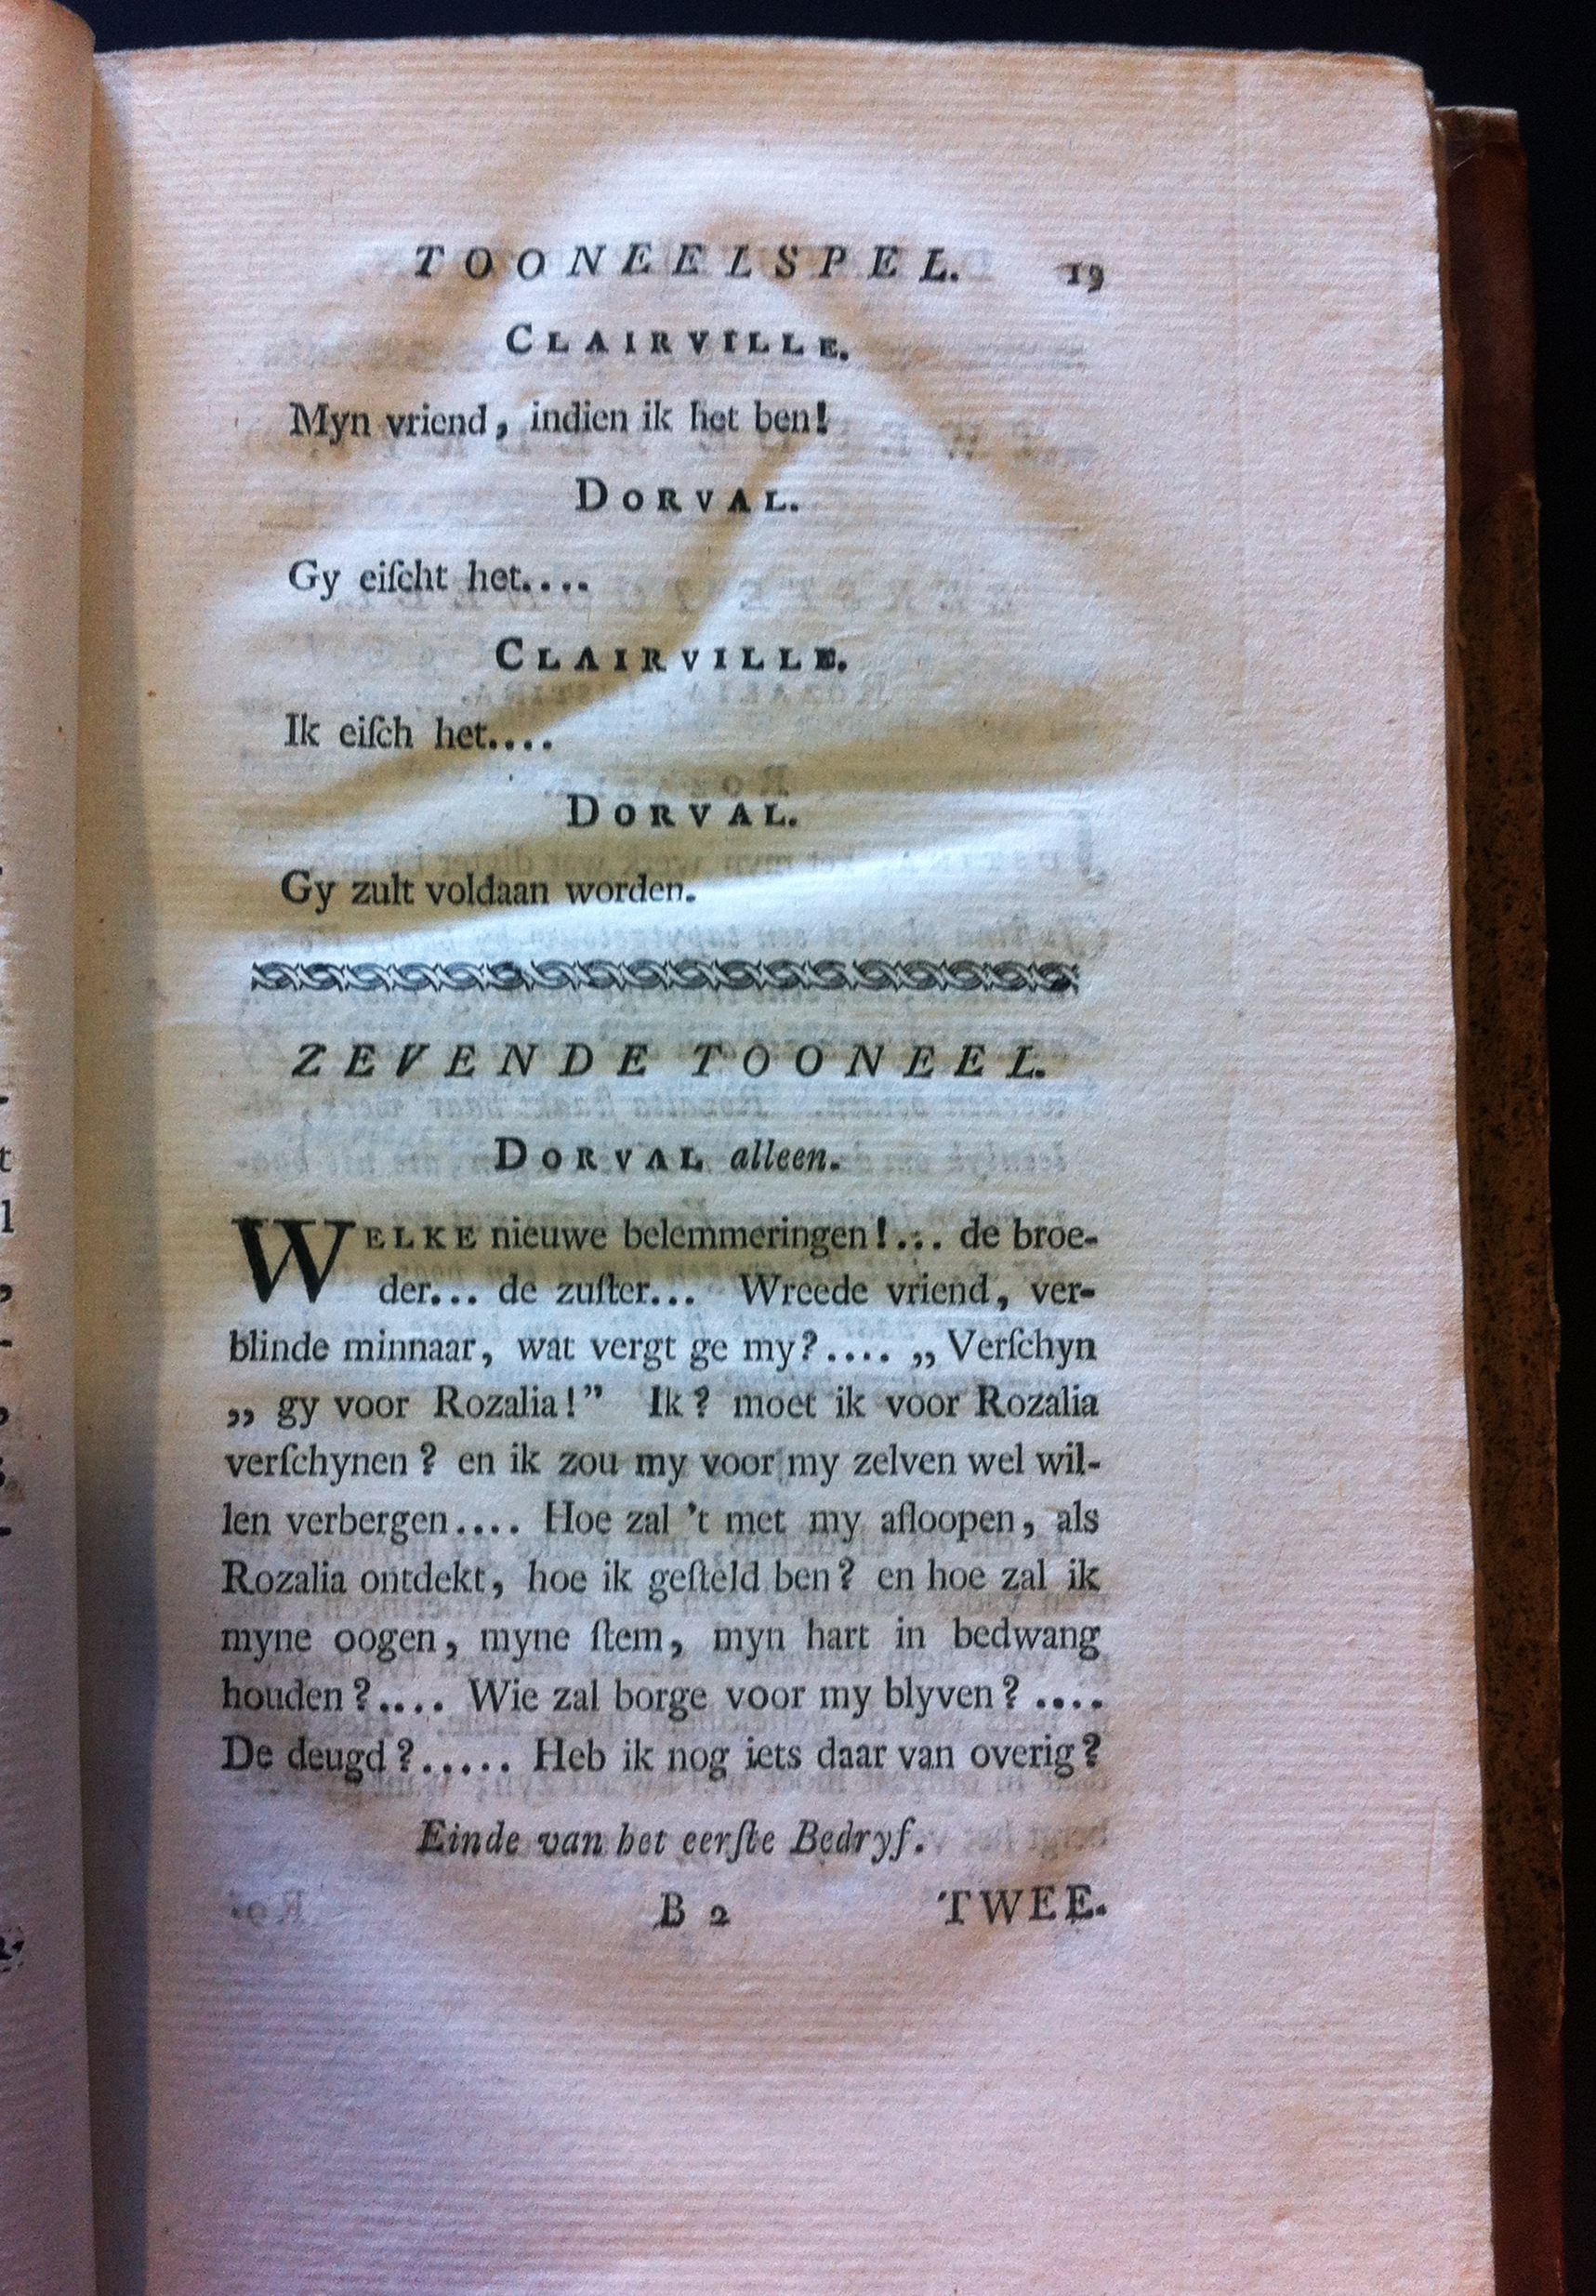 TOONEELSPEL. 19
CLAIRVILLE.
Myn vriend, indien ik het ben!
DORVAL.
Gy eiſcht het....
CLAIRVILLE.
Ik eiſch het....
DORVAL.
Gy zult voldaan worden.
ZEVENDE TOONEEL.
DORVAL alleen.
WELKE nieuwe belemmeringen!... de broe-
der... de zuſter... Wreede vriend, ver-
blinde minnaar, wat vergt ge my?.... „ Verſchyn
„ gy voor Rozalia!” Ik? moet ik voor Rozalia
verſchynen? en ik zou my voor my zelven wel wil-
len verbergen.... Hoe zal 't met my afloopen, als
Rozalia ontdekt, hoe ik geſteld ben? en hoe zal ik
myne oogen, myne ſtem, myn hart in bedwang
houden?.... Wie zal borge voor my blyven? ....
De deugd?..... Heb ik nog iets daar van overig?
Einde van het eerſte Bedryf.
B 2 TWEE.